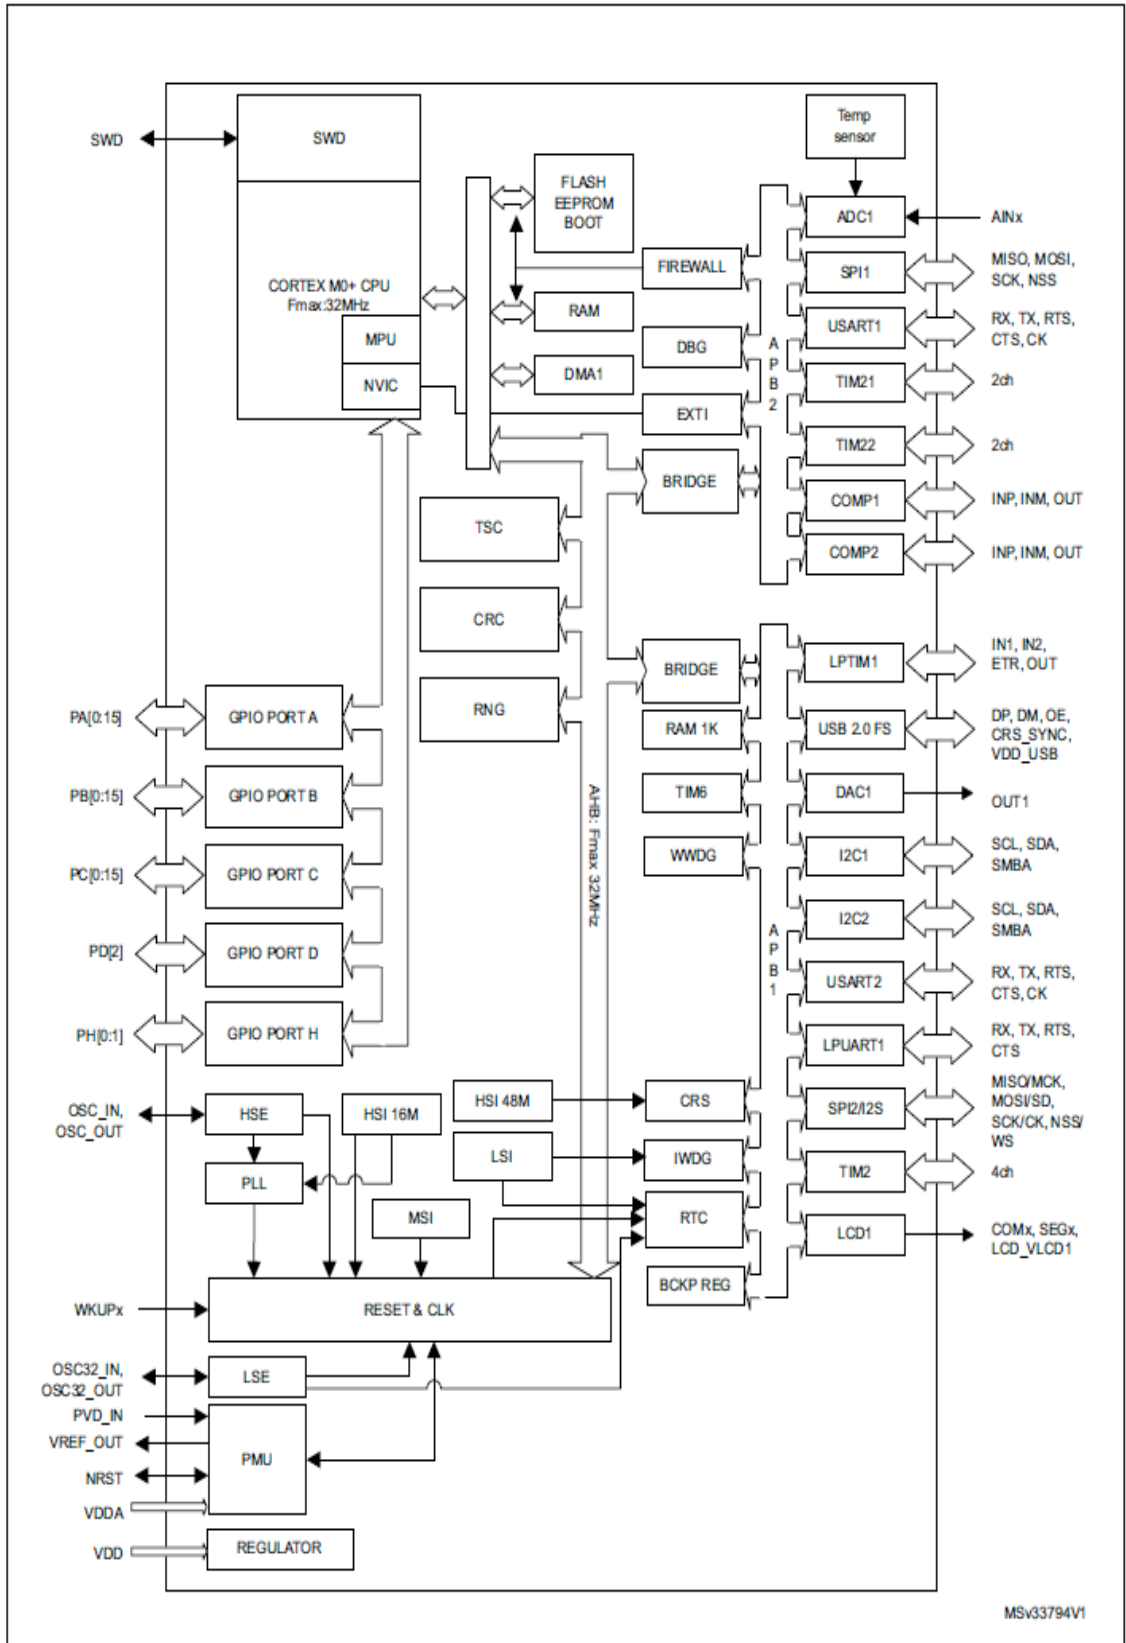 SWD
SWD
CORTEX M0+ CPU
Fmax:32MHz
MPU
NVIC
FLASH
EEPROM
BOOT
RAM
DMA1
FIREWALL
DBG
EXTI
BRIDGE
APB2
Temp
sensor
ADC1
AINx
SPI1
MISO, MOSI,
SCK, NSS
USART1
RX, TX, RTS,
CTS, CK
TIM21
2ch
TIM22
2ch
COMP1
INP, INM, OUT
COMP2
INP, INM, OUT
TSC
CRC
RNG
AHB: Fmax 32MHz
BRIDGE
RAM 1K
TIM6
WWDG
APB1
LPTIM1
IN1, IN2
ETR, OUT
USB 2.0 FS
DP, DM, OE,
CRS_SYNC,
VDD_USB
DAC1
OUT1
I2C1
SCL, SDA,
SMBA
I2C2
SCL, SDA,
SMBA
USART2
RX, TX, RTS,
CTS, CK
LPUART1
RX, TX, RTS,
CTS
SPI2/I2S
MISO/MCK,
MOSI/SD,
SCK/CK, NSS/
WS
TIM2
4ch
LCD1
COMx, SEGx,
LCD_VLCD1
PA[0:15]
GPIO PORT A
PB[0:15]
GPIO PORT B
PC[0:15]
GPIO PORT C
PD[2]
GPIO PORT D
PH[0:1]
GPIO PORT H
OSC_IN,
OSC_OUT
HSE
HSI 16M
PLL
MSI
HSI 48M
LSI
CRS
IWDG
RTC
BCKP REG
WKUPx
RESET & CLK
OSC32_IN,
OSC32_OUT
LSE
PVD_IN
VREF_OUT
NRST
VDDA
PMU
VDD
REGULATOR
MSv33794V1